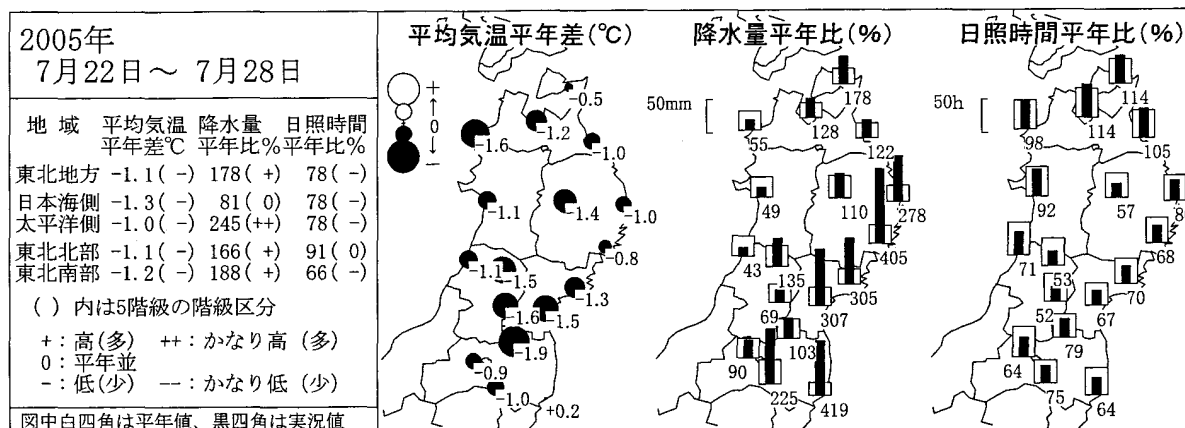 2005年
7月22日～ 7月28日
地 域 平均気温 降水量 日照時間
平年差℃ 平年比% 平年比%
東北地方 -1.1( -) 178( +) 78( -)
日本海側 -1.3( -) 81( 0) 78( -)
太平洋側 -1.0( -) 245(++) 78( -)
東北北部 -1.1( -) 166( +) 91( 0)
東北南部 -1.2( -) 188( +) 66( -)
( ) 内は5階級の階級区分
+：高(多) ++：かなり高 (多)
0：平年並
-：低(少) --：かなり低 (少)
図中白四角は平年値、黒四角は実況値
平均気温平年差(℃)
+
↑
0
↓
-
-0.5
-1.2
-1.6
-1.0
-1.1
-1.4
-1.0
-0.8
-1.1
-1.5
-1.3
-1.6
-1.5
-1.9
-0.9
-1.0
+0.2
降水量平年比(%)
50mm
178
128
55
122
49
110
278
405
43
135
305
69
307
103
90
225
419
日照時間平年比(%)
50h
114
114
98
105
92
57
68
71
53
70
52
67
79
64
75
64